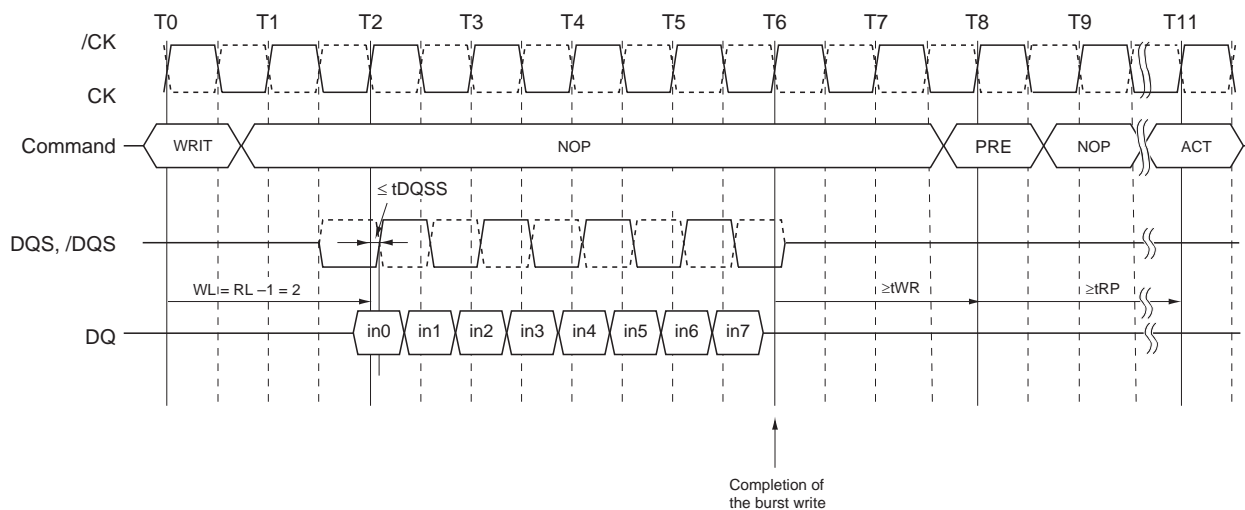 T0 T1 T2 T3 T4 T5 T6 T7 T8 T9 T11
/CK
CK
Command WRIT NOP PRE NOP ACT
≤ tDQSS
DQS, /DQS
WL = RL –1 = 2 ≥tWR ≥tRP
DQ in0 in1 in2 in3 in4 in5 in6 in7
Completion of
the burst write